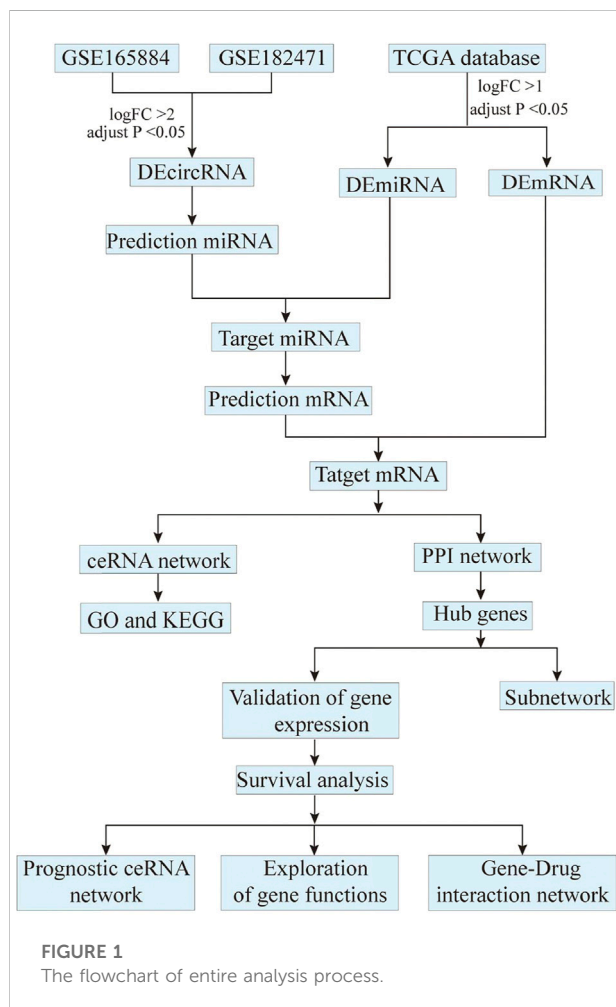 GSE165884
GSE182471
TCGA database
logFC >2
adjust P <0.05
logFC >1
adjust P <0.05
DEcircRNA
DEmiRNA
DEmRNA
Prediction miRNA
Target miRNA
Prediction mRNA
Tatget mRNA
ceRNA network
PPI network
GO and KEGG
Hub genes
Validation of gene
expression
Subnetwork
Survival analysis
Prognostic ceRNA
network
Exploration
of gene functions
Gene-Drug
interaction network
FIGURE 1
The flowchart of entire analysis process.